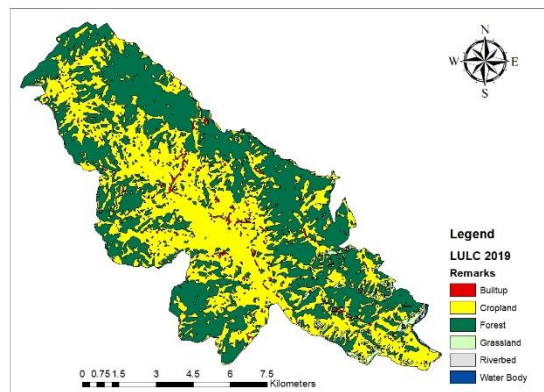 N
W E
S
Legend
LULC 2019
Remarks
Builtup
Cropland
Forest
Grassland
Riverbed
Water Body
0 0.75 1.5 3 4.5 6 7.5
Kilometers